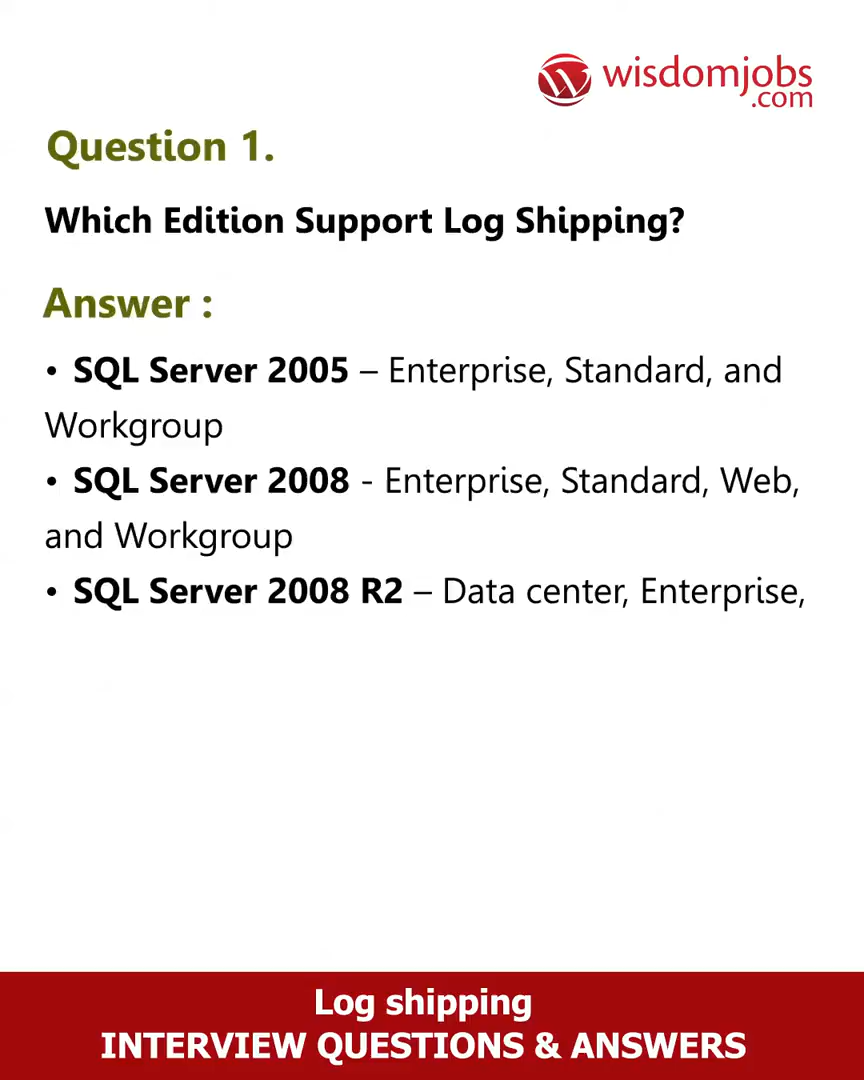 wisdomjobs
.com
Question 1.
Which Edition Support Log Shipping?
Answer :
• SQL Server 2005 – Enterprise, Standard, and
Workgroup
• SQL Server 2008 - Enterprise, Standard, Web,
and Workgroup
• SQL Server 2008 R2 – Data center, Enterprise,
Log shipping
INTERVIEW QUESTIONS & ANSWERS